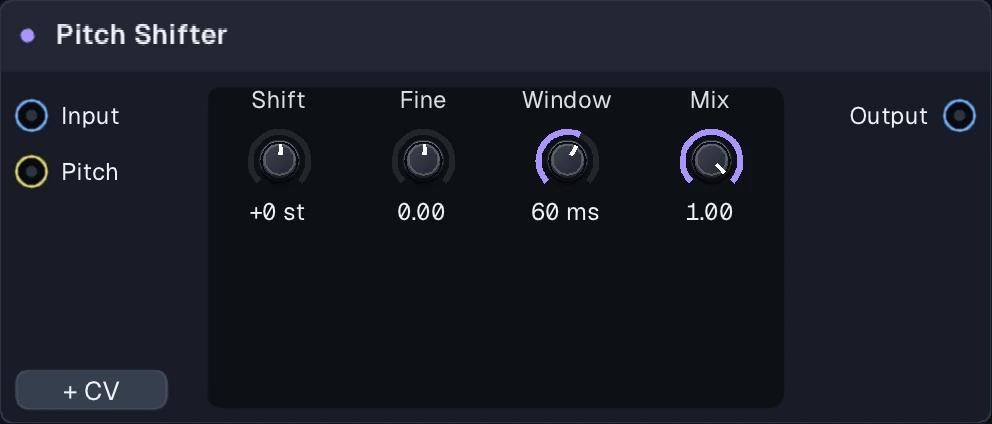 Pitch Shifter
Input
Pitch
Shift Fine Window Mix
+0 st 0.00 60 ms 1.00
Output
+ CV